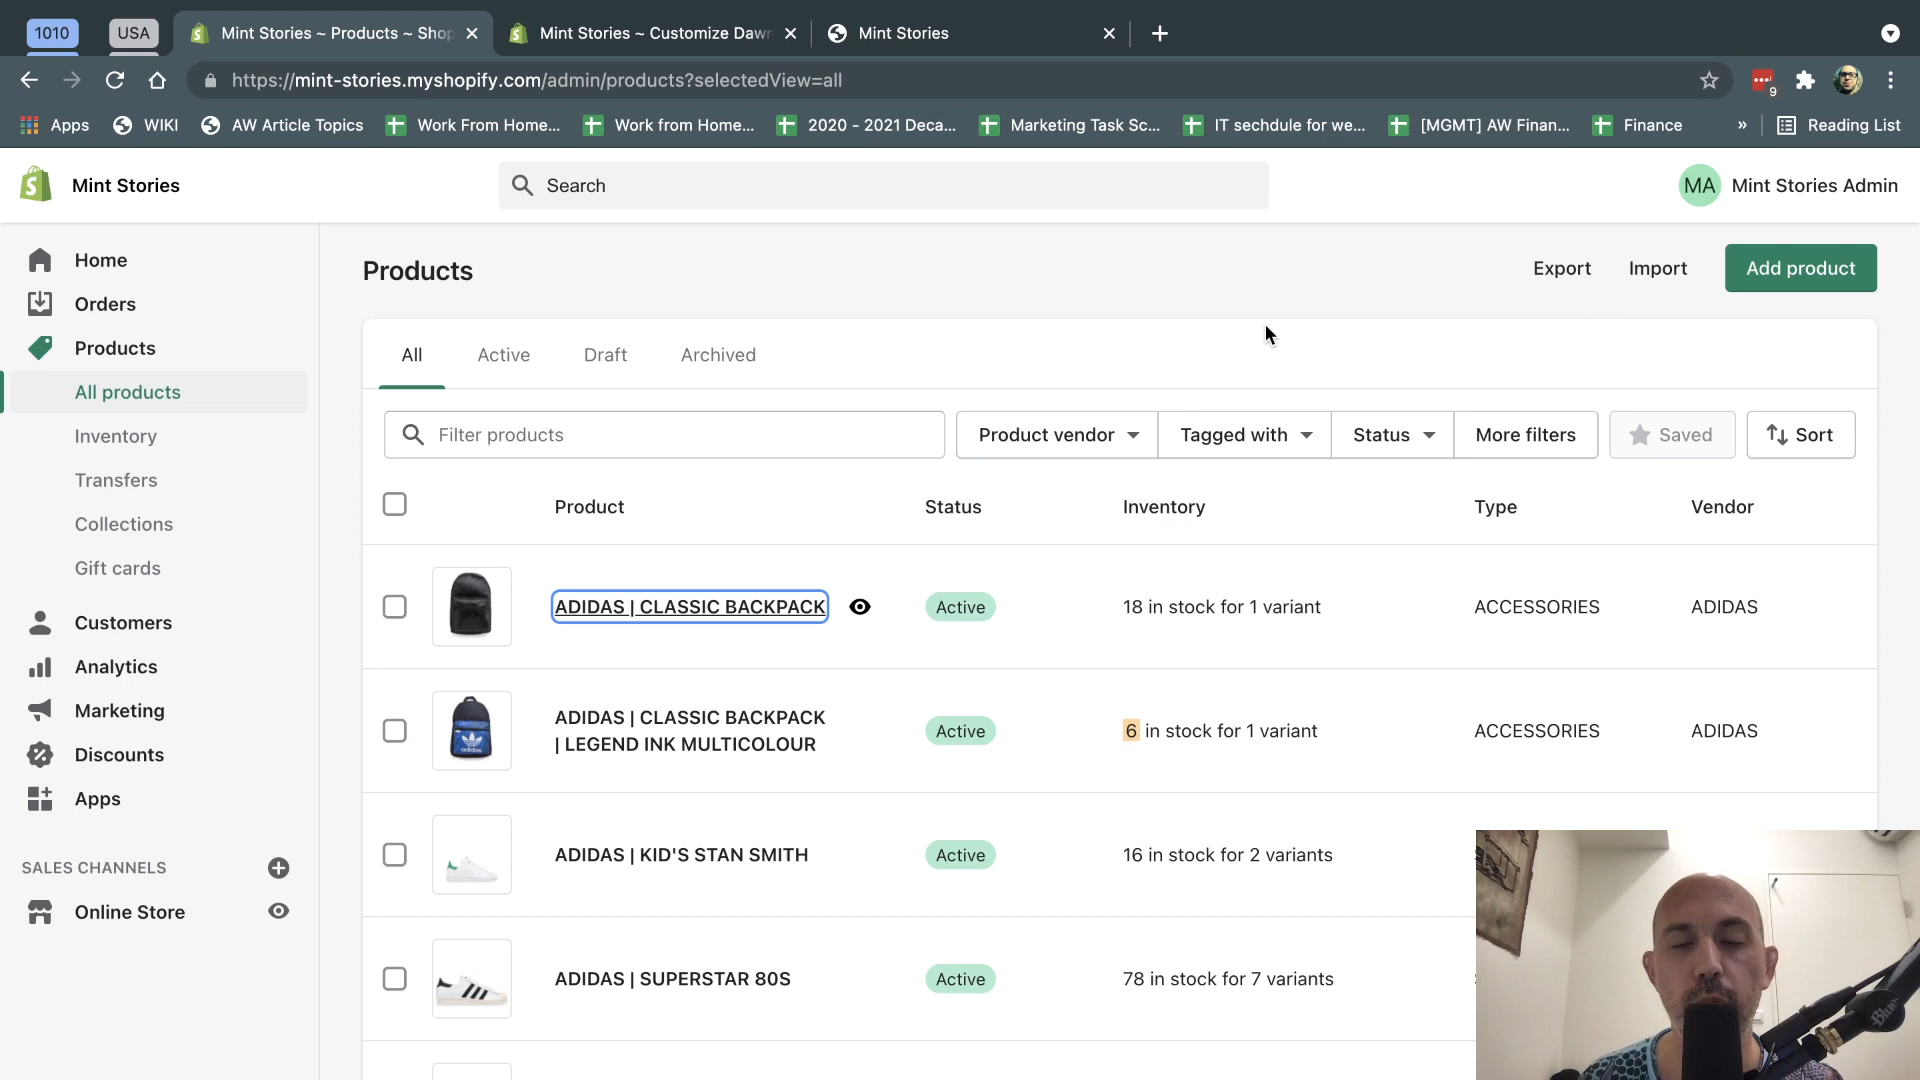 1010
USA
Mint Stories ~ Products ~ Shop
Mint Stories ~ Customize Dawn
Mint Stories
https://mint-stories.myshopify.com/admin/products?selectedView=all
9
Apps
WIKI
AW Article Topics
Work From Home...
Work from Home...
2020 - 2021 Deca...
Marketing Task Sc...
IT sechdule for we...
[MGMT] AW Finan...
Finance
»
Reading List
Mint Stories
Search
MA
Mint Stories Admin
Home
Orders
Products
All products
Inventory
Transfers
Collections
Gift cards
Customers
Analytics
Marketing
Discounts
Apps
SALES CHANNELS
Online Store
Products
Export
Import
Add product
All
Active
Draft
Archived
Filter products
Product vendor
Tagged with
Status
More filters
Saved
Sort
Product
Status
Inventory
Type
Vendor
ADIDAS | CLASSIC BACKPACK
Active
18 in stock for 1 variant
ACCESSORIES
ADIDAS
ADIDAS | CLASSIC BACKPACK
| LEGEND INK MULTICOLOUR
Active
6 in stock for 1 variant
ACCESSORIES
ADIDAS
ADIDAS | KID'S STAN SMITH
Active
16 in stock for 2 variants
ADIDAS | SUPERSTAR 80S
Active
78 in stock for 7 variants
adidas
Blue